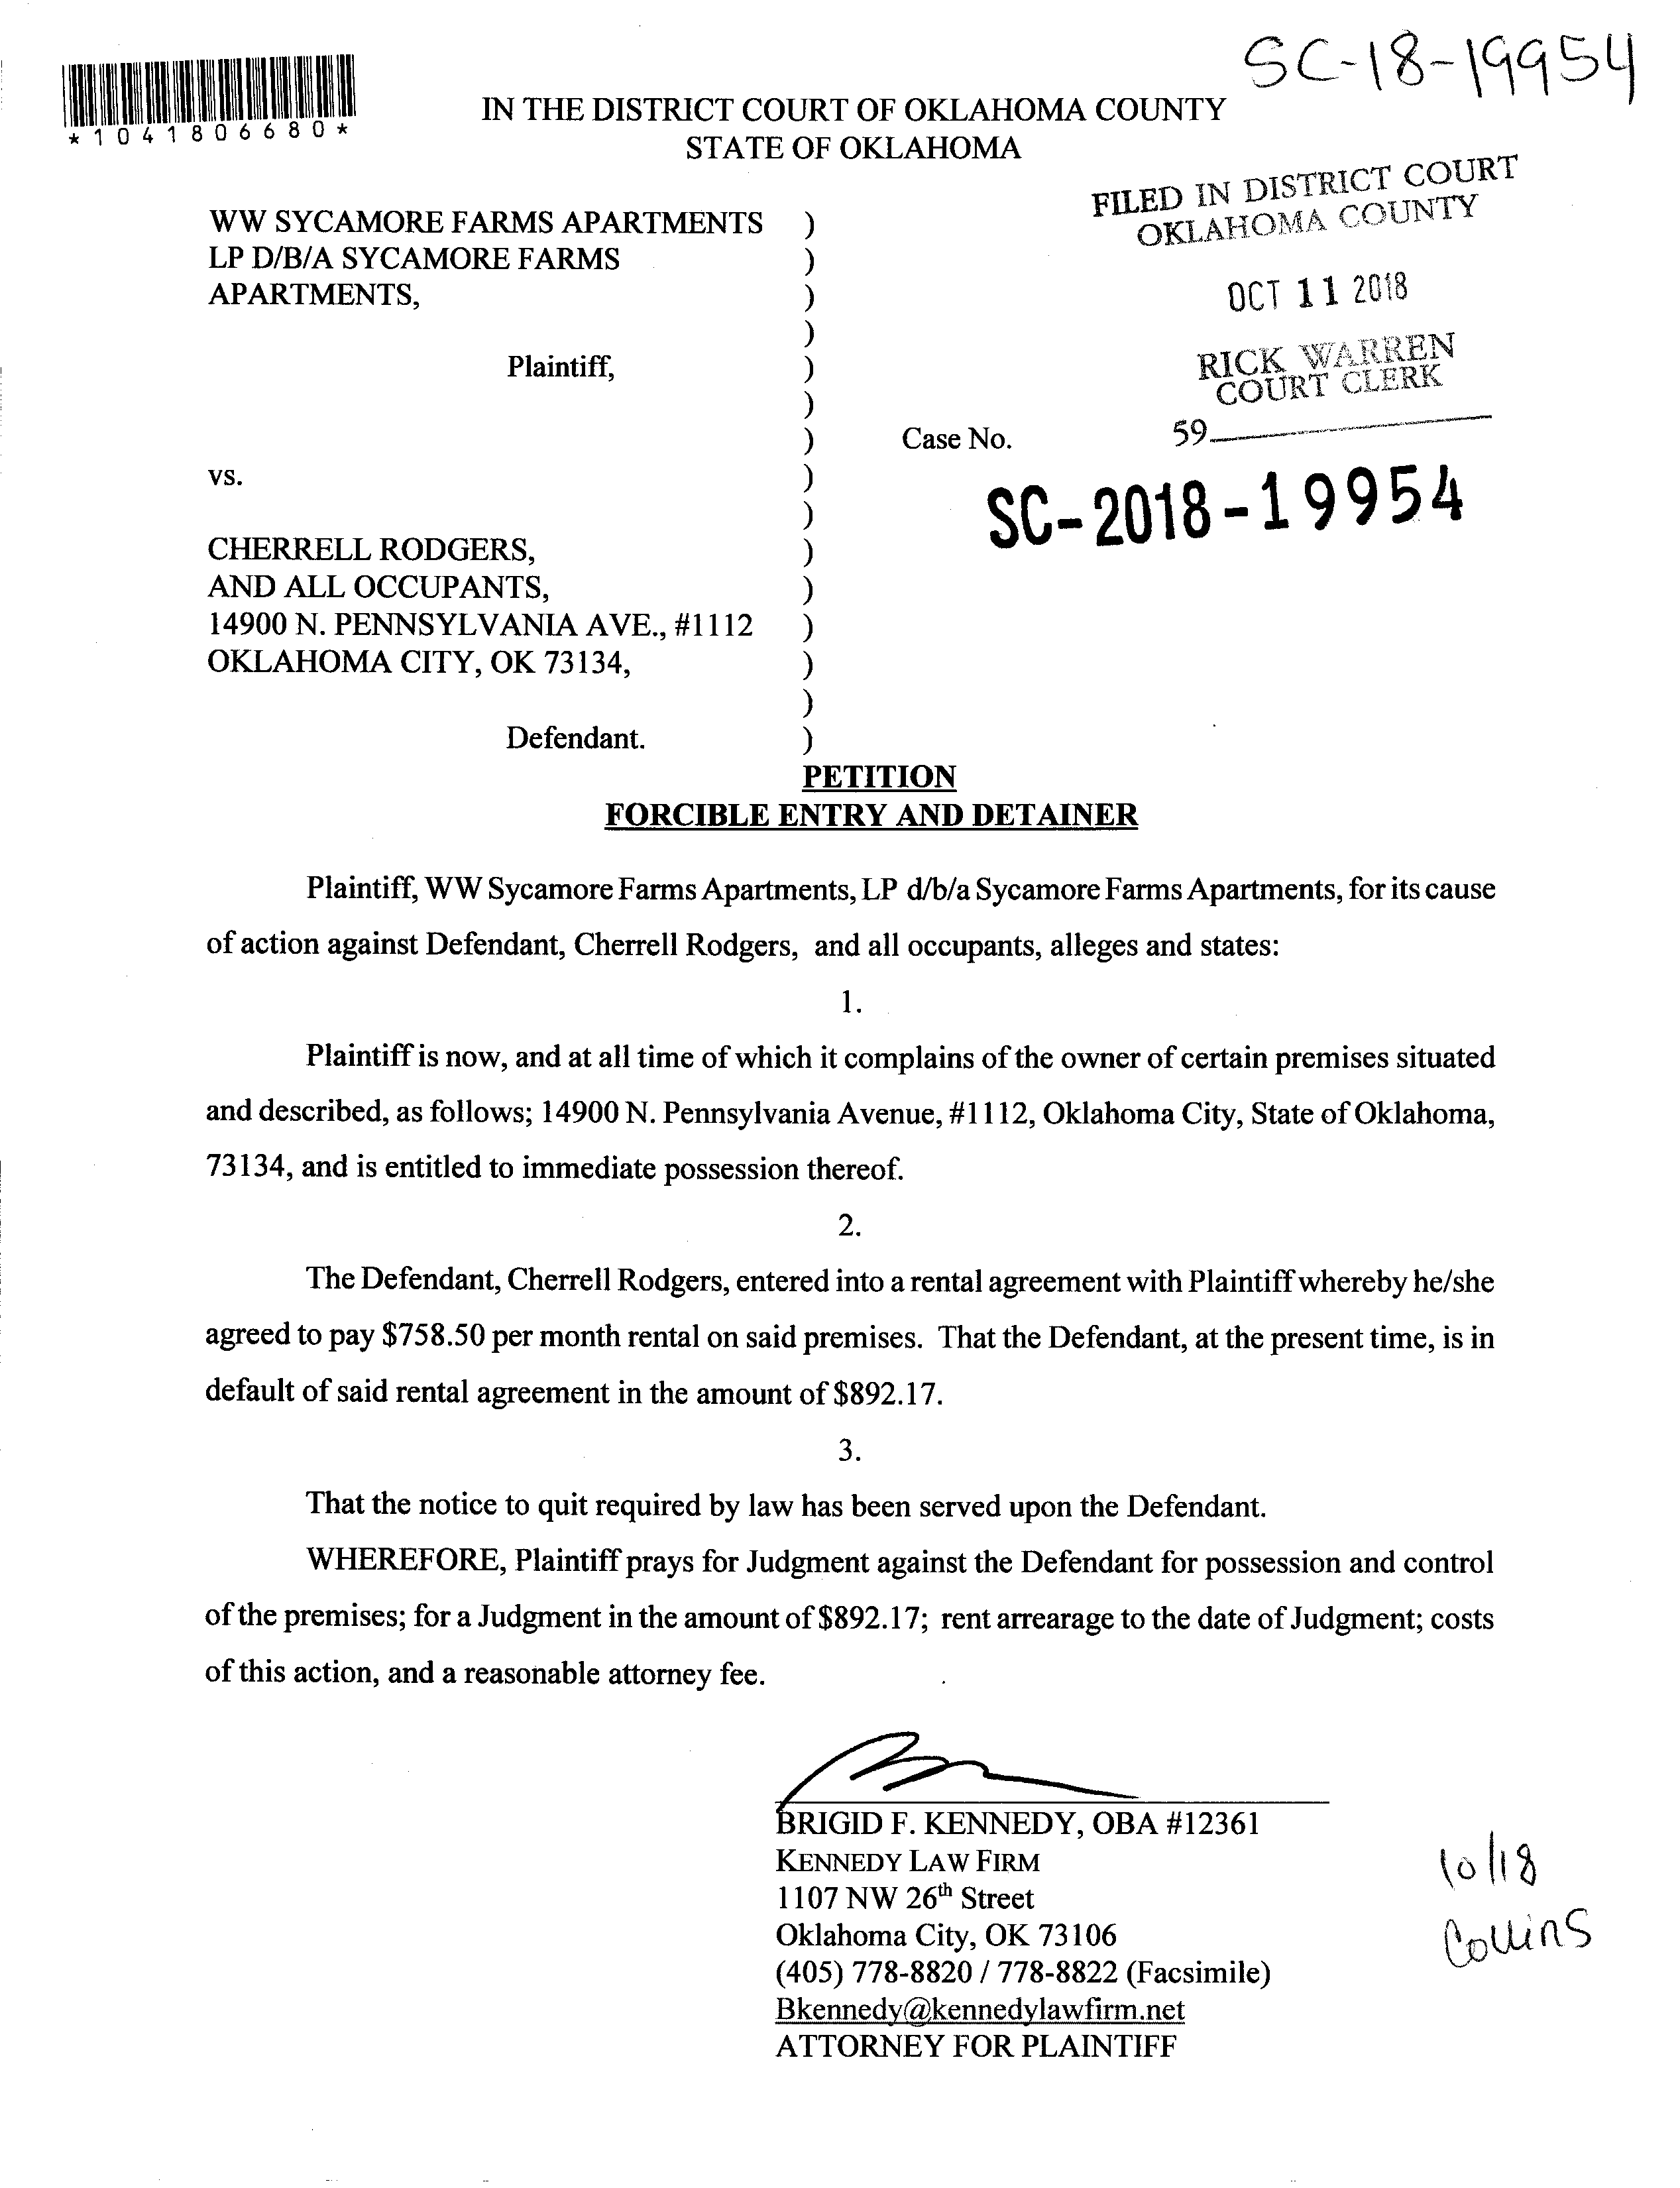 SC-18-19954
*1041806680*
IN THE DISTRICT COURT OF OKLAHOMA COUNTY
STATE OF OKLAHOMA
FILED IN DISTRICT COURT
OKLAHOMA COUNTY
OCT 11 2018
RICK WARREN
COURT CLERK
59
WW SYCAMORE FARMS APARTMENTS )
LP D/B/A SYCAMORE FARMS )
APARTMENTS, )
)
Plaintiff, )
)
) Case No.
SC-2018-19954
vs. )
)
CHERRELL RODGERS, )
AND ALL OCCUPANTS, )
14900 N. PENNSYLVANIA AVE., #1112 )
OKLAHOMA CITY, OK 73134, )
)
Defendant. )
PETITION
FORCIBLE ENTRY AND DETAINER
Plaintiff, WW Sycamore Farms Apartments, LP d/b/a Sycamore Farms Apartments, for its cause
of action against Defendant, Cherrell Rodgers, and all occupants, alleges and states:
1.
Plaintiff is now, and at all time of which it complains of the owner of certain premises situated
and described, as follows; 14900 N. Pennsylvania Avenue, #1112, Oklahoma City, State of Oklahoma,
73134, and is entitled to immediate possession thereof.
2.
The Defendant, Cherrell Rodgers, entered into a rental agreement with Plaintiff whereby he/she
agreed to pay $758.50 per month rental on said premises. That the Defendant, at the present time, is in
default of said rental agreement in the amount of $892.17.
3.
That the notice to quit required by law has been served upon the Defendant.
WHEREFORE, Plaintiff prays for Judgment against the Defendant for possession and control
of the premises; for a Judgment in the amount of $892.17; rent arrearage to the date of Judgment; costs
of this action, and a reasonable attorney fee.
BRIGID F. KENNEDY, OBA #12361
KENNEDY LAW FIRM
1107 NW 26th Street
Oklahoma City, OK 73106
(405) 778-8820 / 778-8822 (Facsimile)
Bkennedy@kennedylawfirm.net
ATTORNEY FOR PLAINTIFF
10/18
Collins